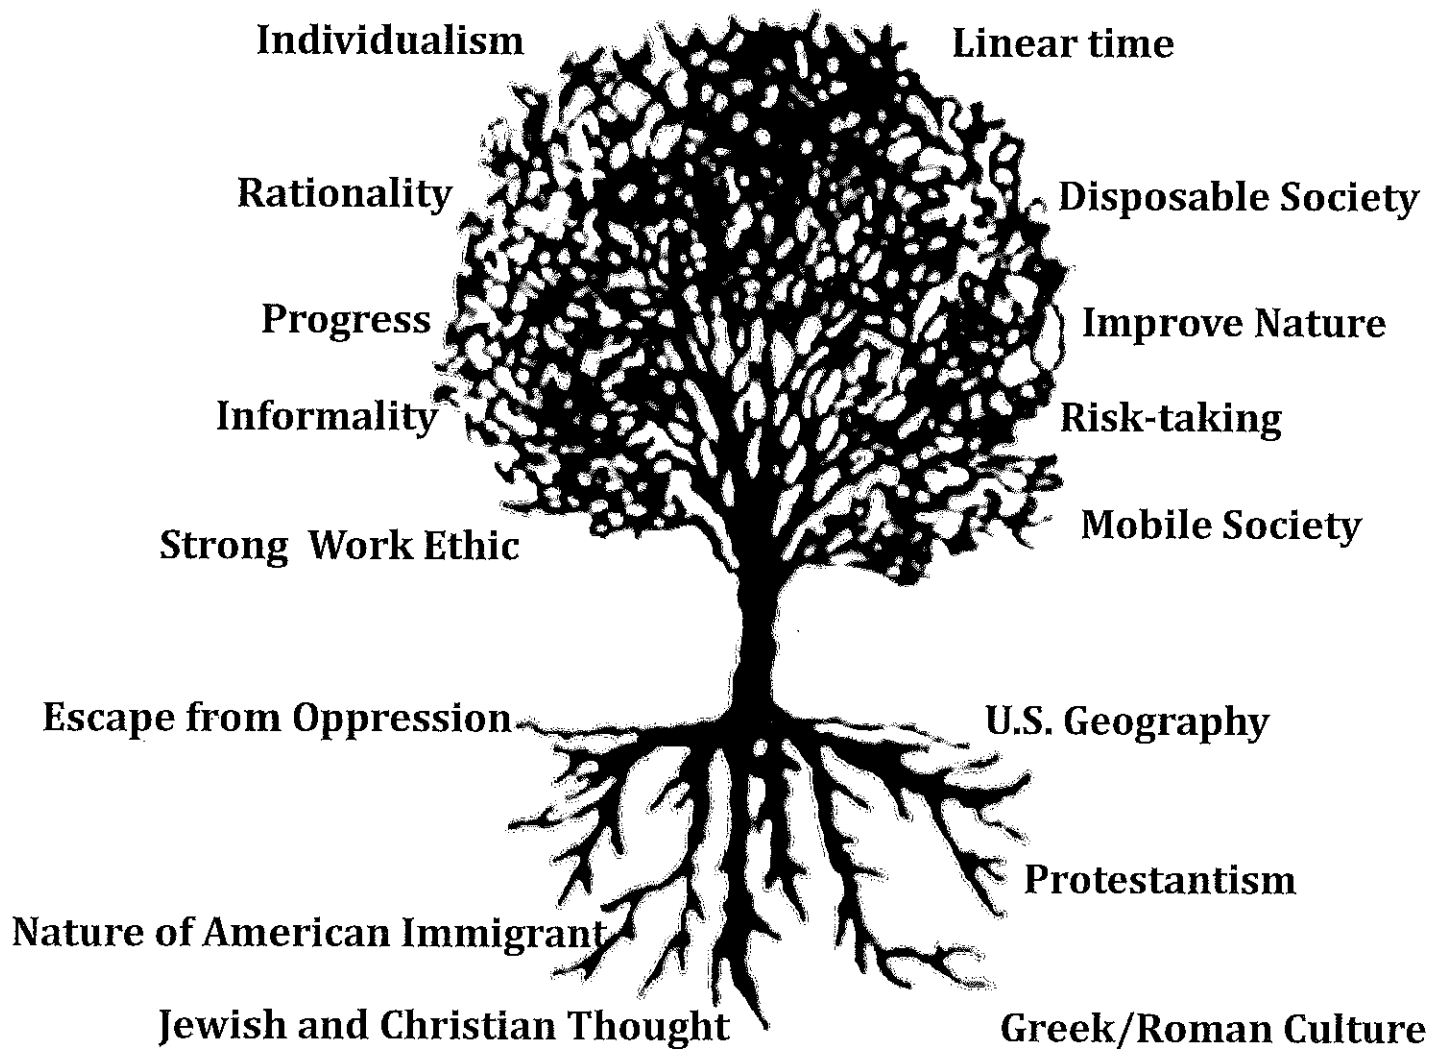 Individualism
Linear time
Rationality
Disposable Society
Progress
Improve Nature
Informality
Risk-taking
Strong Work Ethic
Mobile Society
Escape from Oppression
U.S. Geography
Protestantism
Nature of American Immigrant
Jewish and Christian Thought
Greek/Roman Culture